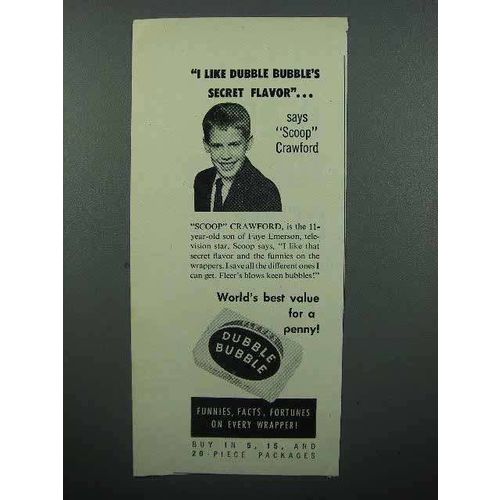 "I LIKE DUBBLE BUBBLE'S
SECRET FLAVOR"...
says
"Scoop"
Crawford
"SCOOP" CRAWFORD, is the 11-
year-old son of Faye Emerson, tele-
vision star. Scoop says, "I like that
secret flavor and the funnies on the
wrappers. I save all the different ones I
can get. Fleer's blows keen bubbles!"
World's best value
for a
penny!
DUBBLE
BUBBLE
FUNNIES, FACTS, FORTUNES
ON EVERY WRAPPER!
BUY IN 5, 15, AND
20-PIECE PACKAGES